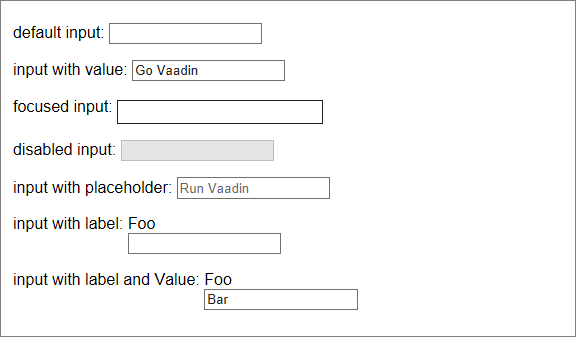 default input:
input with value: Go Vaadin
focused input:
disabled input:
input with placeholder: Run Vaadin
input with label: Foo
input with label and Value: Foo
Bar